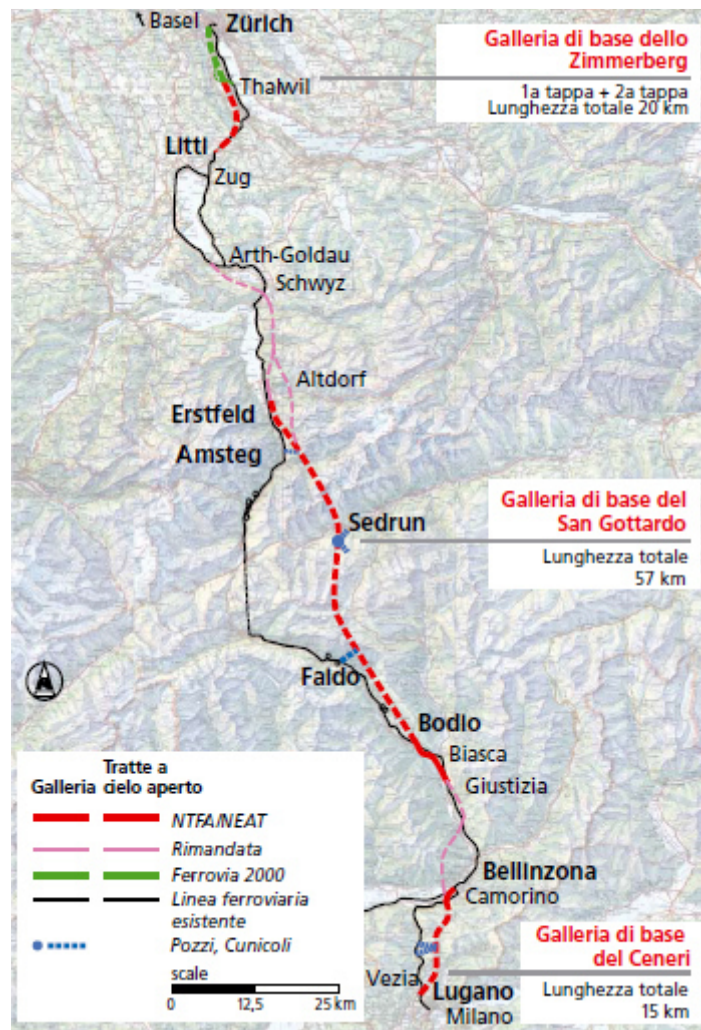 Basel
Zürich
Galleria di base dello
Zimmerberg
Thalwil
1a tappa + 2a tappa
Lunghezza totale 20 km
Litti
Zug
Arth-Goldau
Schwyz
Altdorf
Erstfeld
Amsteg
Galleria di base del
San Gottardo
Sedrun
Lunghezza totale
57 km
Faido
Bodio
Biasca
Giustizia
Galleria
Tratte a
cielo aperto
NTFA/NEAT
Rimandata
Ferrovia 2000
Linea ferroviaria
esistente
Pozzi, Cunicoli
scale
0 12,5 25 km
Bellinzona
Camorino
Galleria di base
del Ceneri
Vezia
Lugano
Lunghezza totale
Milano
15 km